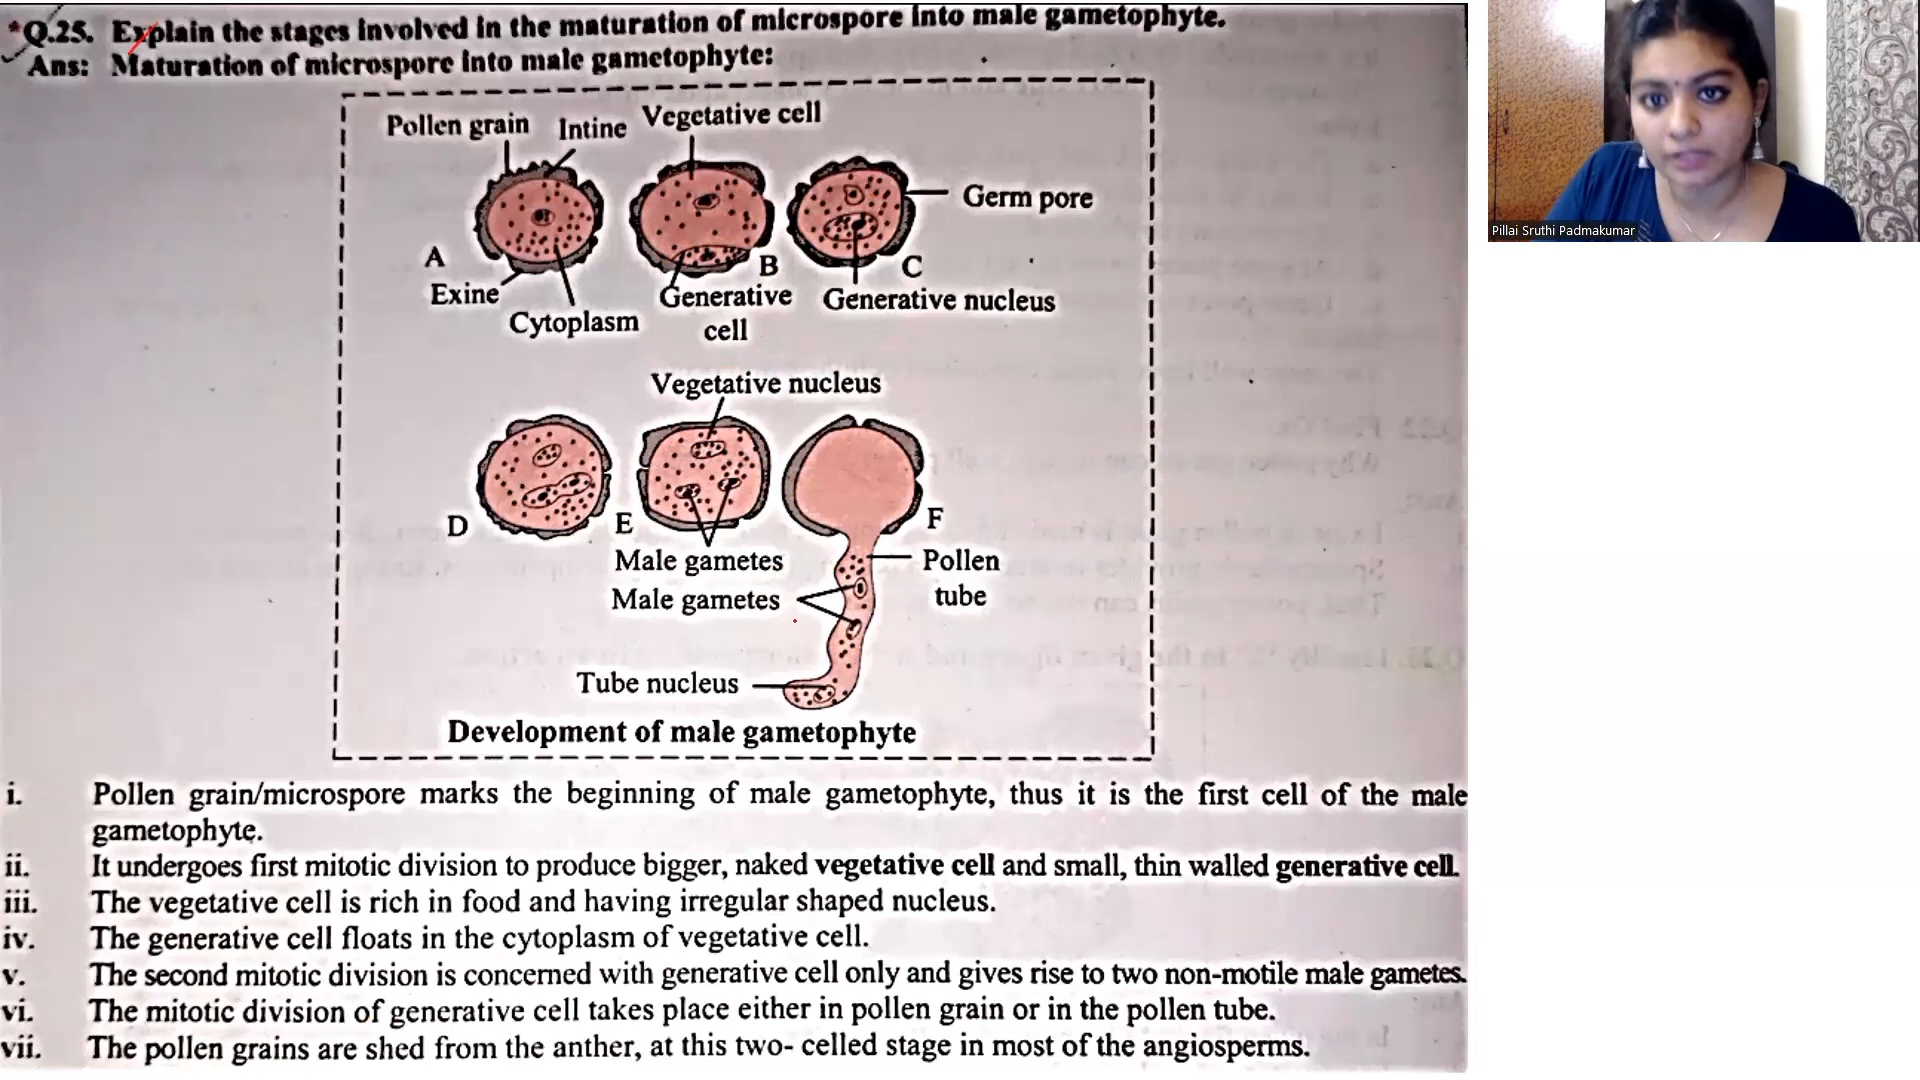 *Q.25. Explain the stages involved in the maturation of microspore into male gametophyte.
Ans: Maturation of microspore into male gametophyte:
Pollen grain Intine Vegetative cell
Germ pore
A B C
Exine Generative cell Generative nucleus
Cytoplasm
Vegetative nucleus
D E F
Male gametes Pollen tube
Male gametes
Tube nucleus
Development of male gametophyte
i. Pollen grain/microspore marks the beginning of male gametophyte, thus it is the first cell of the male
gametophyte.
ii. It undergoes first mitotic division to produce bigger, naked vegetative cell and small, thin walled generative cell.
iii. The vegetative cell is rich in food and having irregular shaped nucleus.
iv. The generative cell floats in the cytoplasm of vegetative cell.
v. The second mitotic division is concerned with generative cell only and gives rise to two non-motile male gametes.
vi. The mitotic division of generative cell takes place either in pollen grain or in the pollen tube.
vii. The pollen grains are shed from the anther, at this two- celled stage in most of the angiosperms.
Pillai Sruthi Padmakumar